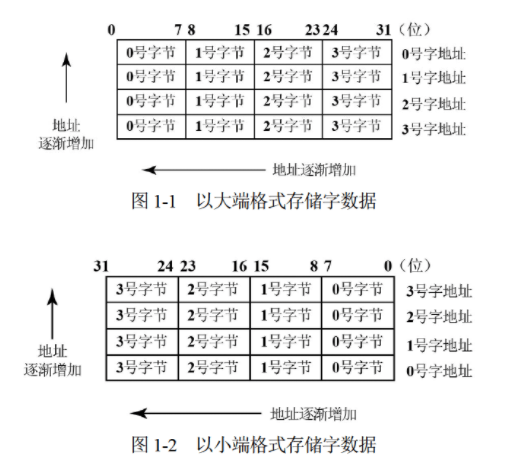 0 7 8 15 16 23 24 31（位）
0号字节 1号字节 2号字节 3号字节 0号字地址
0号字节 1号字节 2号字节 3号字节 1号字地址
0号字节 1号字节 2号字节 3号字节 2号字地址
0号字节 1号字节 2号字节 3号字节 3号字地址
地址
逐渐增加
地址逐渐增加
图 1-1 以大端格式存储字数据
31 24 23 16 15 8 7 0（位）
3号字节 2号字节 1号字节 0号字节 3号字地址
3号字节 2号字节 1号字节 0号字节 2号字地址
3号字节 2号字节 1号字节 0号字节 1号字地址
3号字节 2号字节 1号字节 0号字节 0号字地址
地址
逐渐增加
地址逐渐增加
图 1-2 以小端格式存储字数据